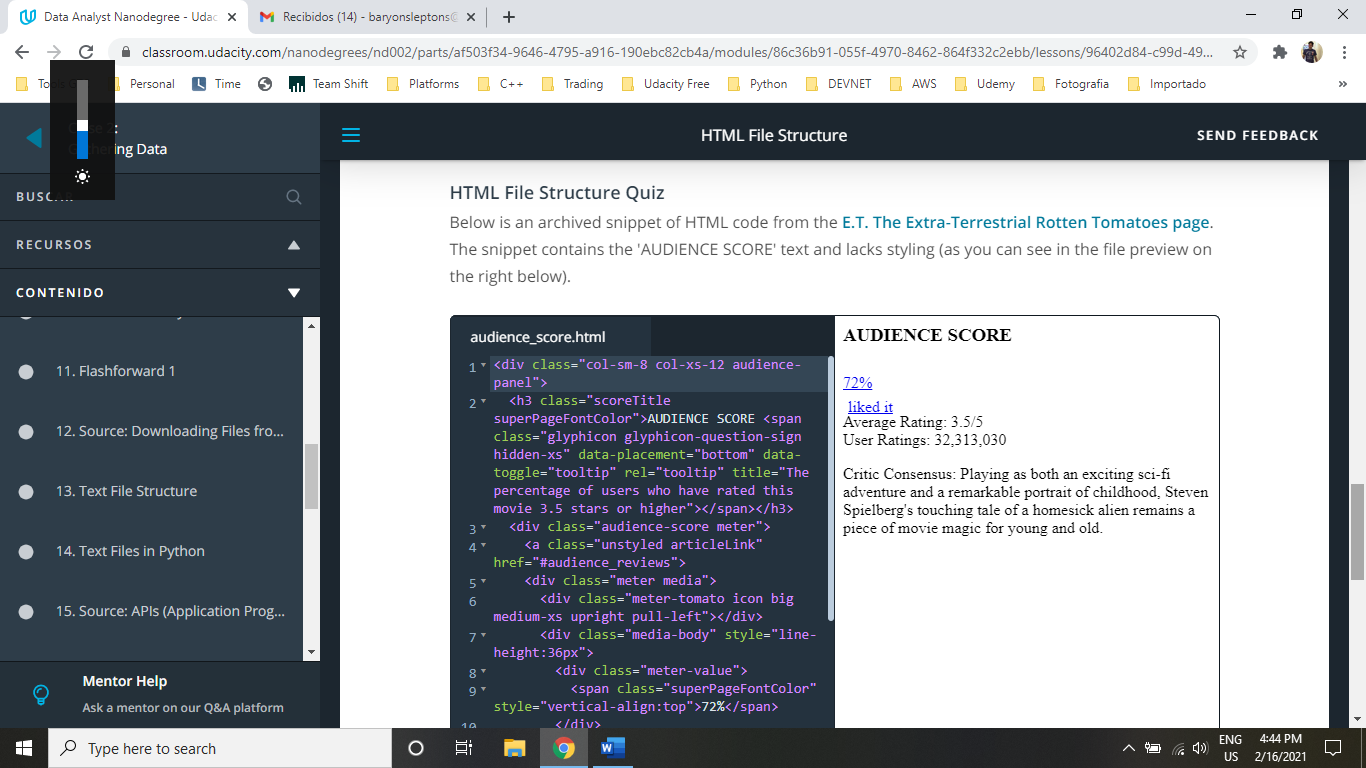 Data Analyst Nanodegree - Udac
Recibidos (14) - baryonsleptons@
classroom.udacity.com/nanodegrees/nd002/parts/af503f34-9646-4795-a916-190ebc82cb4a/modules/86c36b91-055f-4970-8462-864f332c2ebb/lessons/96402d84-c99d-49...
Personal
Time
Team Shift
Platforms
C++
Trading
Udacity Free
Python
DEVNET
AWS
Udemy
Fotografia
Importado
»
Gathering Data
HTML File Structure
SEND FEEDBACK
BUSCAR
RECURSOS
CONTENIDO
11. Flashforward 1
12. Source: Downloading Files fro...
13. Text File Structure
14. Text Files in Python
15. Source: APIs (Application Prog...
Mentor Help
Ask a mentor on our Q&A platform
HTML File Structure Quiz
Below is an archived snippet of HTML code from the E.T. The Extra-Terrestrial Rotten Tomatoes page.
The snippet contains the 'AUDIENCE SCORE' text and lacks styling (as you can see in the file preview on
the right below).
audience_score.html
1 <div class="col-sm-8 col-xs-12 audience-
panel">
2 <h3 class="scoreTitle
superPageFontColor">AUDIENCE SCORE <span
class="glyphicon glyphicon-question-sign
hidden-xs" data-placement="bottom" data-
toggle="tooltip" rel="tooltip" title="The
percentage of users who have rated this
movie 3.5 stars or higher"></span></h3>
3 <div class="audience-score meter">
4 <a class="unstyled articleLink"
href="#audience_reviews">
5 <div class="meter media">
6 <div class="meter-tomato icon big
medium-xs upright pull-left"></div>
7 <div class="media-body" style="line-
height:36px">
8 <div class="meter-value">
9 <span class="superPageFontColor"
style="vertical-align:top">72%</span>
10 </div>
AUDIENCE SCORE
72%
liked it
Average Rating: 3.5/5
User Ratings: 32,313,030
Critic Consensus: Playing as both an exciting sci-fi
adventure and a remarkable portrait of childhood, Steven
Spielberg's touching tale of a homesick alien remains a
piece of movie magic for young and old.
Type here to search
ENG
US
4:44 PM
2/16/2021